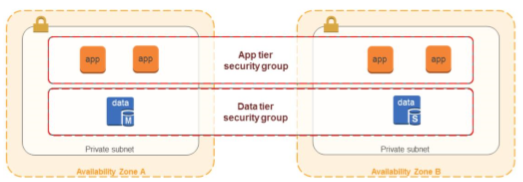 app
app
App tier
security group
app
app
data
M
Data tier
security group
data
S
Private subnet
Private subnet
Availability Zone A
Availability Zone B